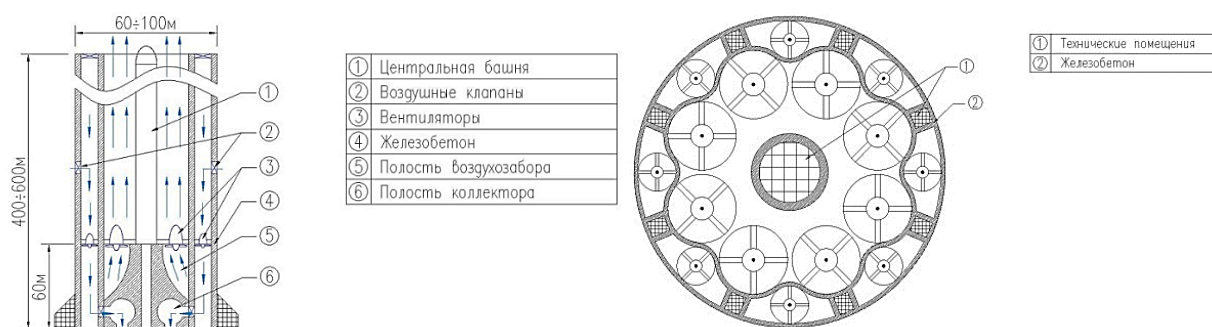 60÷100м
400÷600м
60м
①
②
③
④
⑤
⑥
① Центральная башня
② Воздушные клапаны
③ Вентиляторы
④ Железобетон
⑤ Полость воздухозабора
⑥ Полость коллектора
①
②
① Технические помещения
② Железобетон